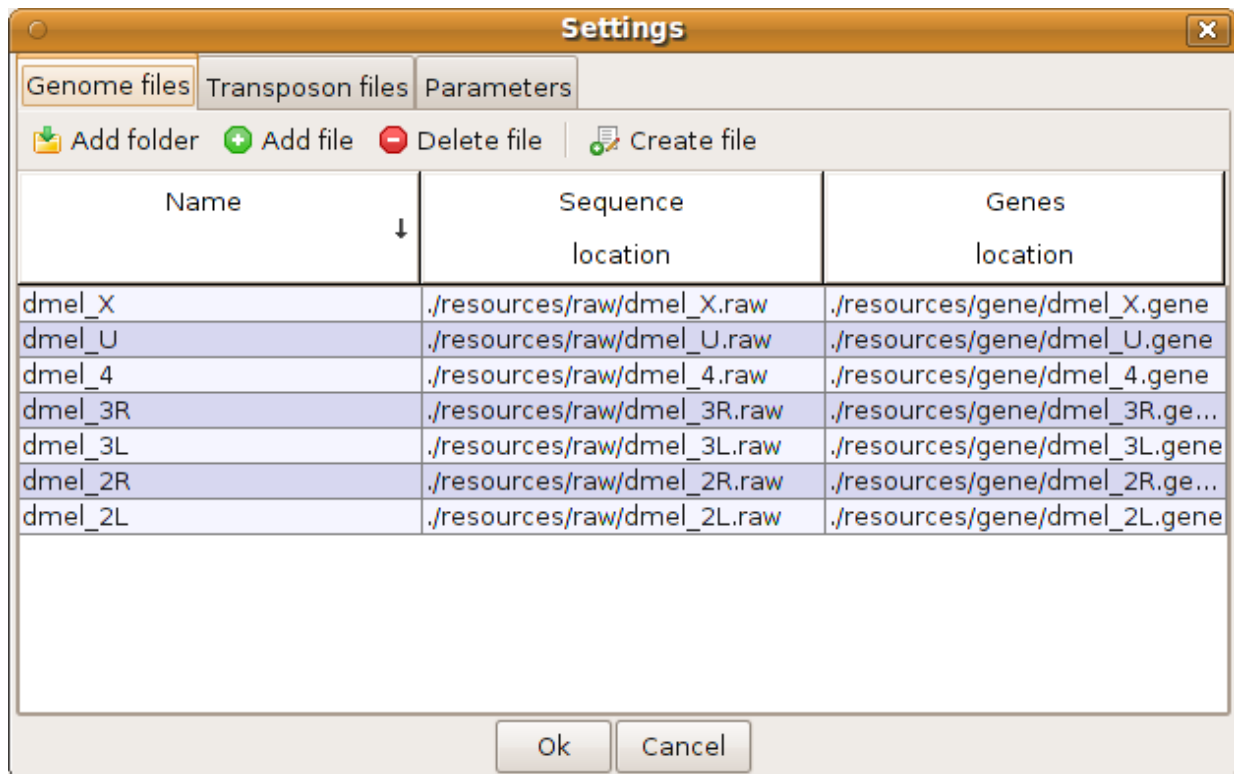 Settings
Genome files Transposon files Parameters
Add folder Add file Delete file Create file
Name Sequence location Genes location
dmel_X ./resources/raw/dmel_X.raw ./resources/gene/dmel_X.gene
dmel_U ./resources/raw/dmel_U.raw ./resources/gene/dmel_U.gene
dmel_4 ./resources/raw/dmel_4.raw ./resources/gene/dmel_4.gene
dmel_3R ./resources/raw/dmel_3R.raw ./resources/gene/dmel_3R.ge...
dmel_3L ./resources/raw/dmel_3L.raw ./resources/gene/dmel_3L.gene
dmel_2R ./resources/raw/dmel_2R.raw ./resources/gene/dmel_2R.ge...
dmel_2L ./resources/raw/dmel_2L.raw ./resources/gene/dmel_2L.gene
Ok Cancel